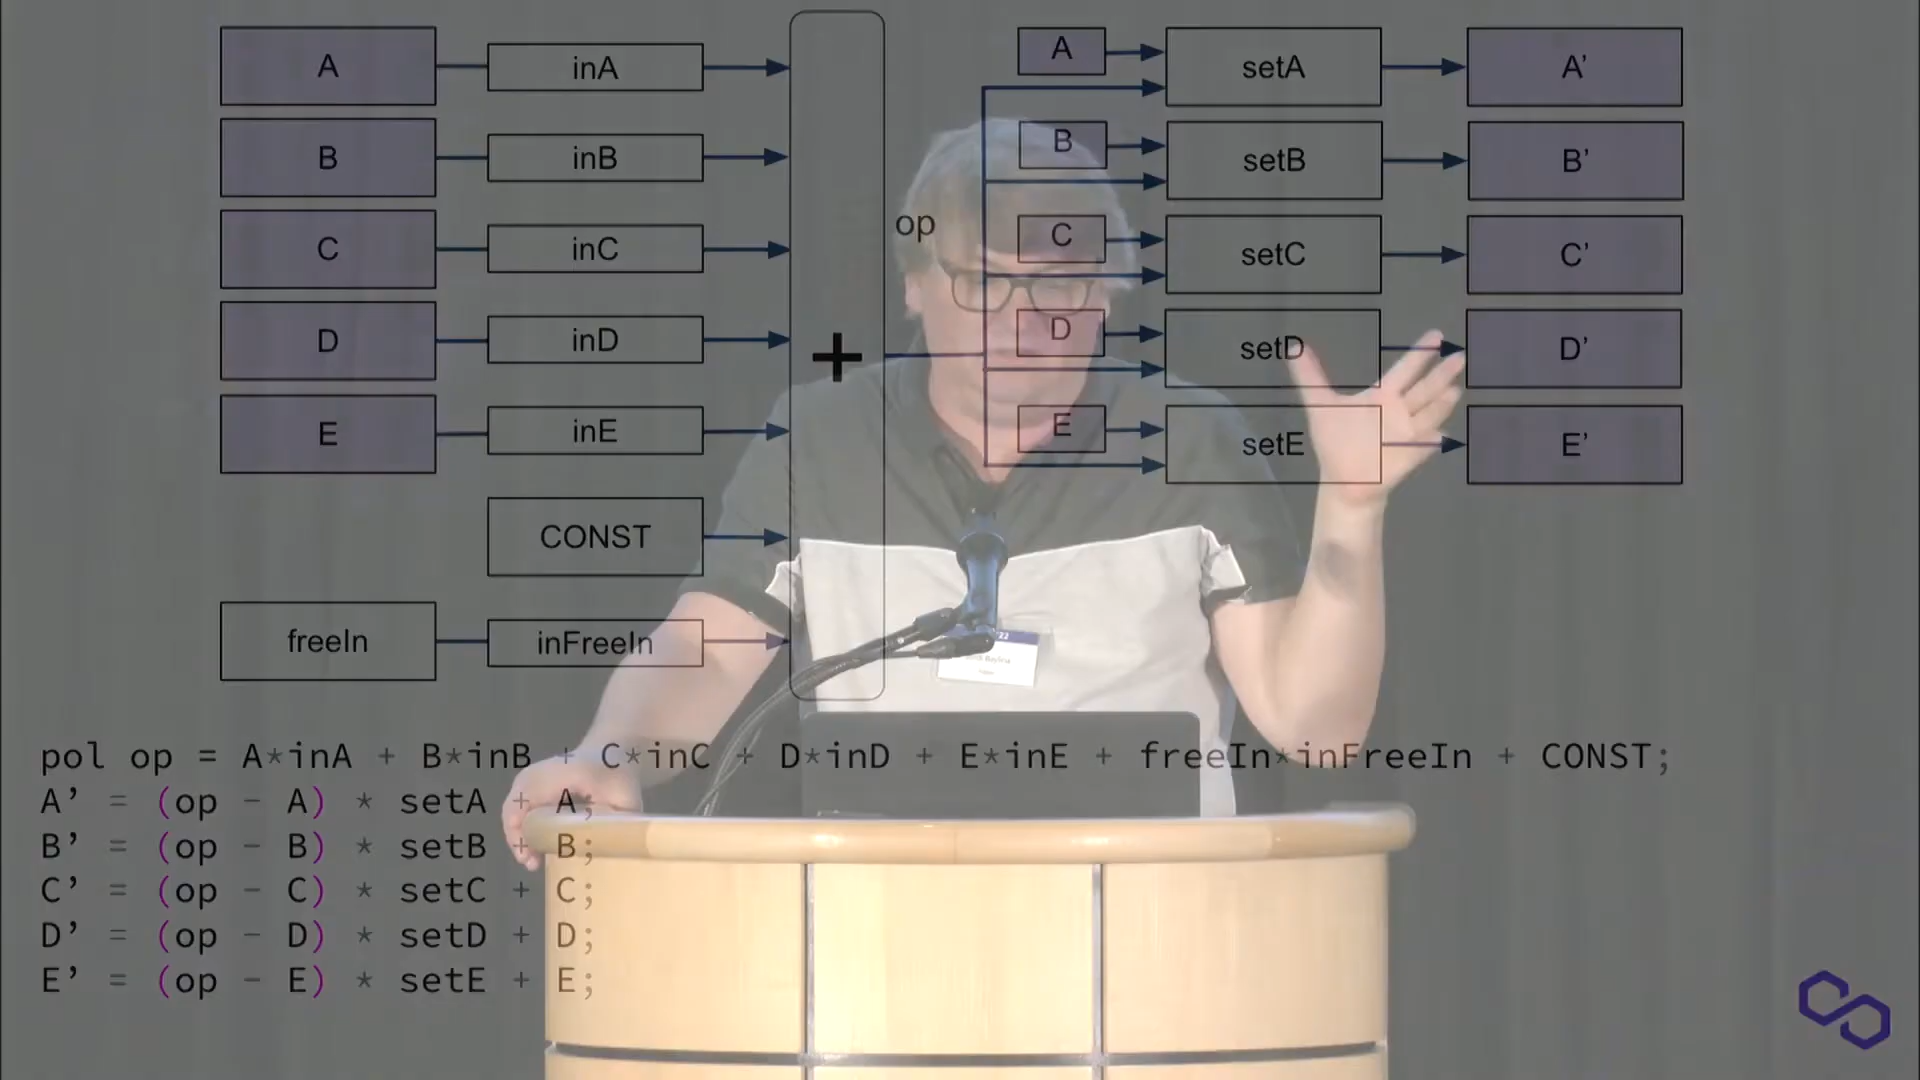 A inA A setA A’
B inB B setB B’
op
C inC C setC C’
D inD D setD D’
+
E inE E setE E’
CONST
freeIn inFreeIn
pol op = A*inA + B*inB + C*inC + D*inD + E*inE + freeIn*inFreeIn + CONST;
A’ = (op - A) * setA + A;
B’ = (op - B) * setB + B;
C’ = (op - C) * setC + C;
D’ = (op - D) * setD + D;
E’ = (op - E) * setE + E;